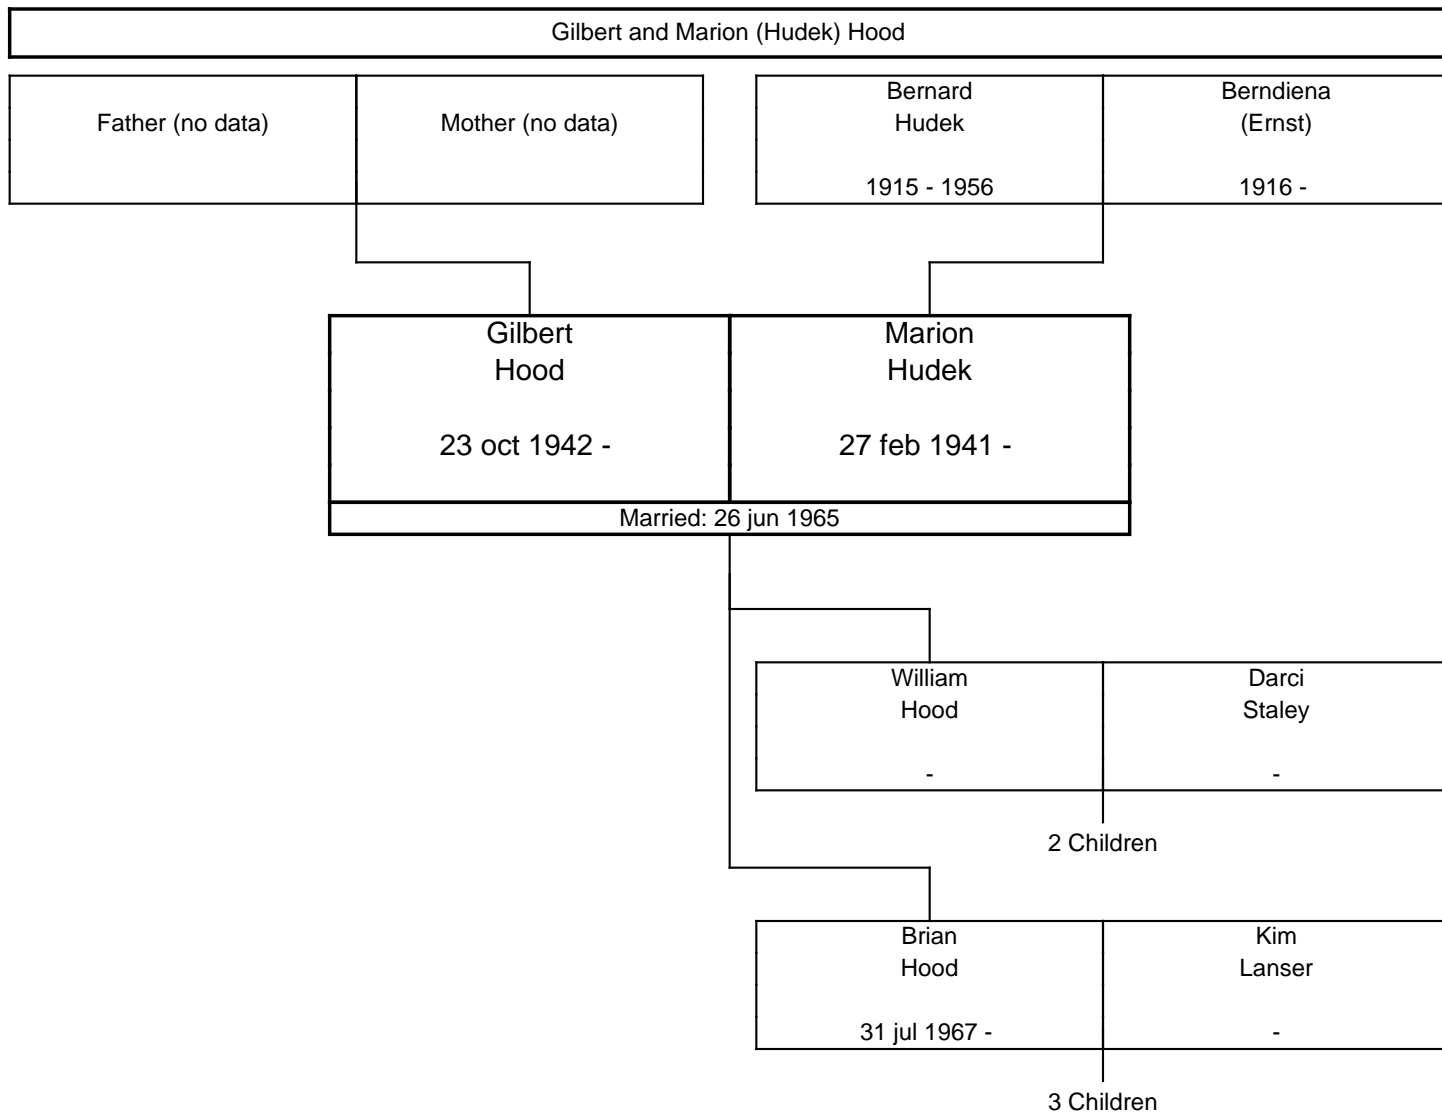 Gilbert and Marion (Hudek) Hood
Father (no data)
Mother (no data)
Bernard
Hudek
1915 - 1956
Berndiena
(Ernst)
1916 -
Gilbert
Hood
23 oct 1942 -
Marion
Hudek
27 feb 1941 -
Married: 26 jun 1965
William
Hood
-
Darci
Staley
-
2 Children
Brian
Hood
31 jul 1967 -
Kim
Lanser
-
3 Children